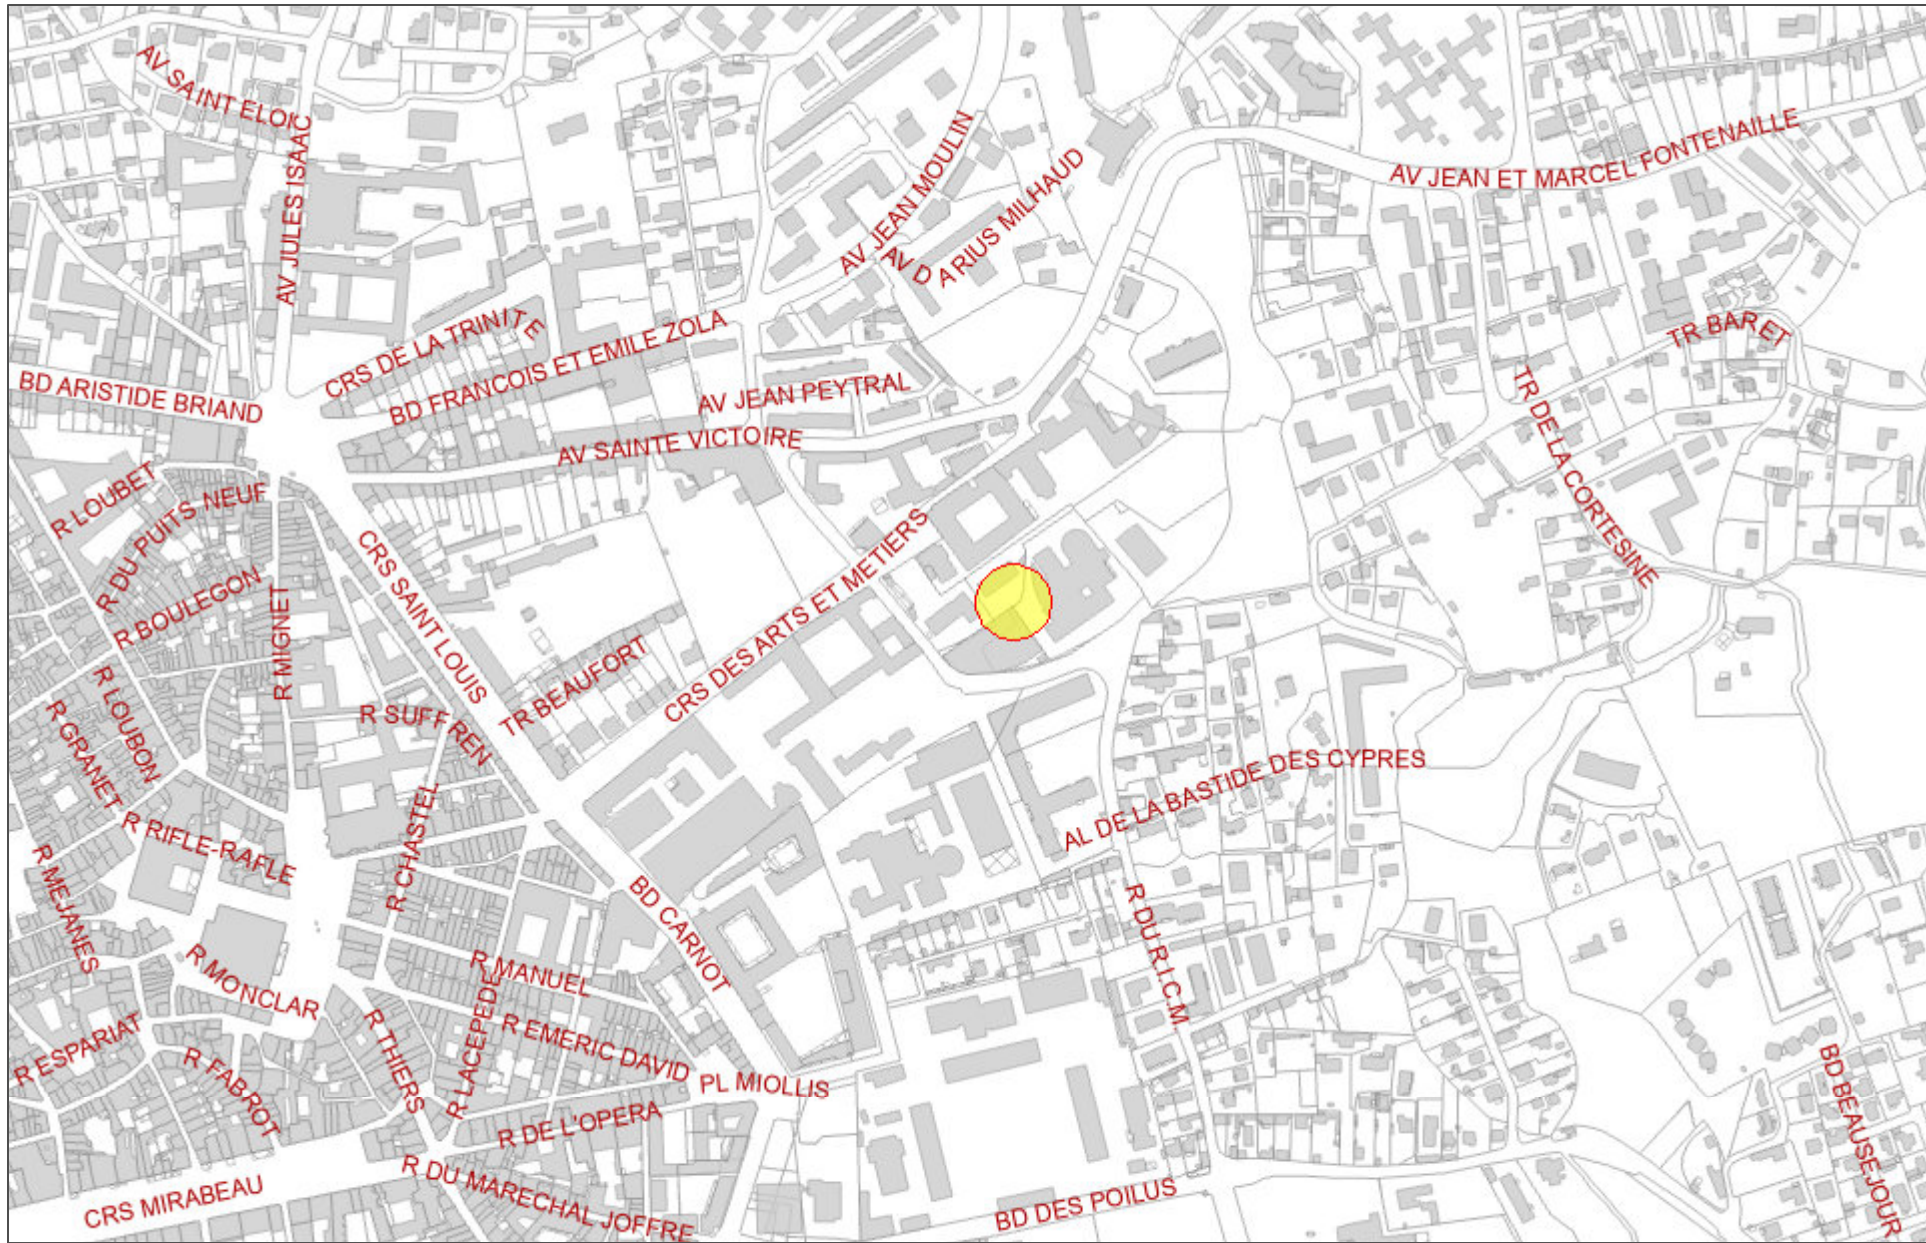 AV SAINT ELOI
AV JULES ISAAC
AV JEAN MOULIN
AV DARIUS MILHAUD
AV JEAN ET MARCEL FONTENAILLE
CRS DE LA TRINITE
BD FRANCOIS ET EMILE ZOLA
TR BARET
BD ARISTIDE BRIAND
AV JEAN PEYTRAL
AV SAINTE VICTOIRE
TR DE LA CORTESINE
R LOUBET
R DU PUITS NEUF
R BOULEGON
R MIGNET
CRS SAINT LOUIS
CRS DES ARTS ET METIERS
TR BEAUFORT
R LOUBON
R GRANET
R SUFFREN
R CHASTEL
AL DE LA BASTIDE DES CYPRES
R RIFLE-RAFLE
R MEJANES
BD CARNOT
R DU R.I.C.M.
R MONCLAR
R MANUEL
R LACEPEDE
R EMERIC DAVID
R THIERS
R ESPARIAT
R FABROT
PL MIOLLIS
R DE L'OPERA
BD BEAUSEJOUR
CRS MIRABEAU
R DU MARECHAL JOFFRE
BD DES POILUS